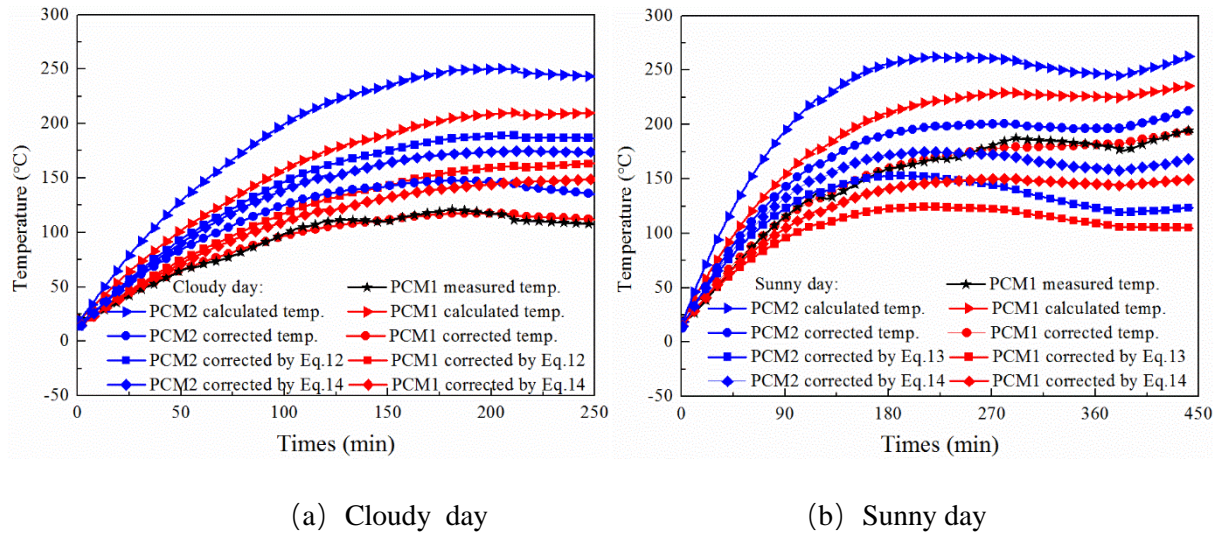 300
250
200
150
100
50
0
-50
Temperature (°C)
Cloudy day:
PCM1 measured temp.
PCM2 calculated temp.
PCM1 calculated temp.
PCM2 corrected temp.
PCM1 corrected temp.
PCM2 corrected by Eq.12
PCM1 corrected by Eq.12
PCM2 corrected by Eq.14
PCM1 corrected by Eq.14
0 50 100 150 200 250
Times (min)
(a) Cloudy day
300
250
200
150
100
50
0
-50
Temperature (°C)
Sunny day:
PCM1 measured temp.
PCM2 calculated temp.
PCM1 calculated temp.
PCM2 corrected temp.
PCM1 corrected temp.
PCM2 corrected by Eq.13
PCM1 corrected by Eq.13
PCM2 corrected by Eq.14
PCM1 corrected by Eq.14
0 90 180 270 360 450
Times (min)
(b) Sunny day